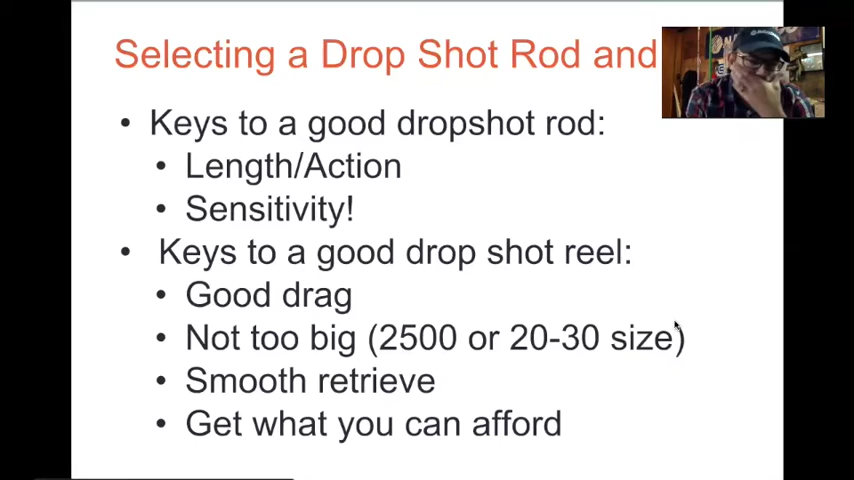 Selecting a Drop Shot Rod and
• Keys to a good dropshot rod:
• Length/Action
• Sensitivity!
• Keys to a good drop shot reel:
• Good drag
• Not too big (2500 or 20-30 size)
• Smooth retrieve
• Get what you can afford